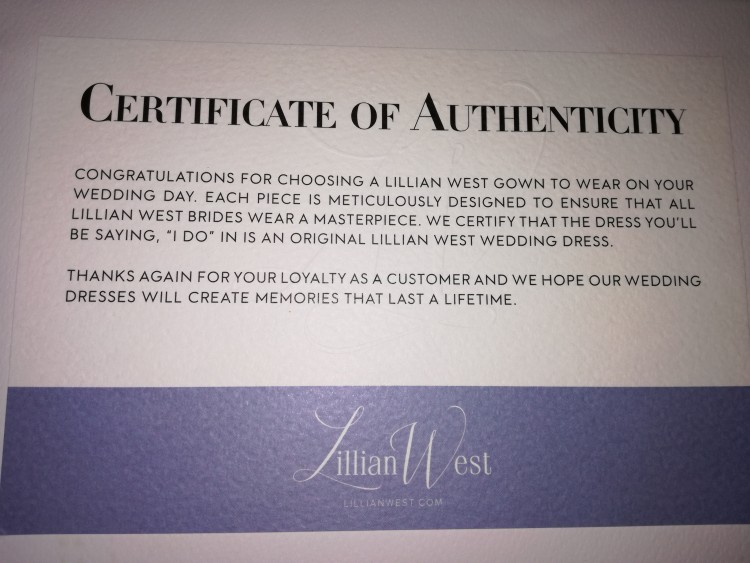 CERTIFICATE OF AUTHENTICITY
CONGRATULATIONS FOR CHOOSING A LILLIAN WEST GOWN TO WEAR ON YOUR
WEDDING DAY. EACH PIECE IS METICULOUSLY DESIGNED TO ENSURE THAT ALL
LILLIAN WEST BRIDES WEAR A MASTERPIECE. WE CERTIFY THAT THE DRESS YOU'LL
BE SAYING, "I DO" IN IS AN ORIGINAL LILLIAN WEST WEDDING DRESS.
THANKS AGAIN FOR YOUR LOYALTY AS A CUSTOMER AND WE HOPE OUR WEDDING
DRESSES WILL CREATE MEMORIES THAT LAST A LIFETIME.
Lillian West
LILLIANWEST.COM